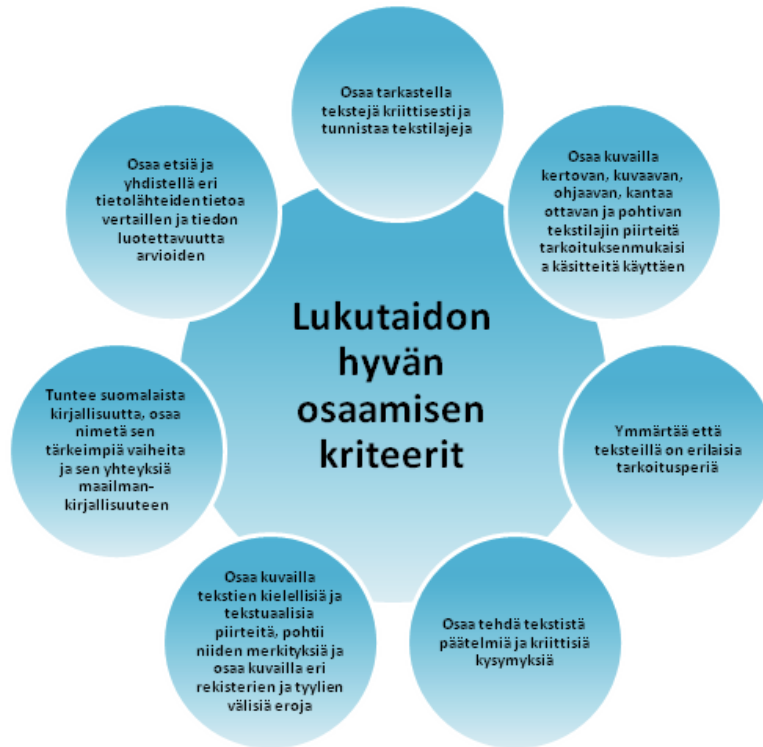 Osaa tarkastella
tekstejä kriittisesti ja
tunnistaa tekstilajeja
Osaa kuvailla
kertovan, kuvaavan,
ohjaavan, kantaa
ottavan ja pohtivan
tekstilajin piirteitä
tarkoituksenmukaisi
a käsitteitä käyttäen
Ymmärtää että
teksteillä on erilaisia
tarkoitusperiä
Osaa tehdä tekstistä
päätelmiä ja kriittisiä
kysymyksiä
Osaa kuvailla
tekstien kielellisiä ja
tekstuaalisia
piirteitä, pohtii
niiden merkityksiä ja
osaa kuvailla eri
rekisterien ja tyylien
välisiä eroja
Tuntee suomalaista
kirjallisuutta, osaa
nimetä sen
tärkeimpiä vaiheita
ja sen yhteyksiä
maailman-
kirjallisuuteen
Osaa etsiä ja
yhdistellä eri
tietolähteiden tietoa
vertaillen ja tiedon
luotettavuutta
arvioiden
Lukutaidon
hyvän
osaamisen
kriteerit